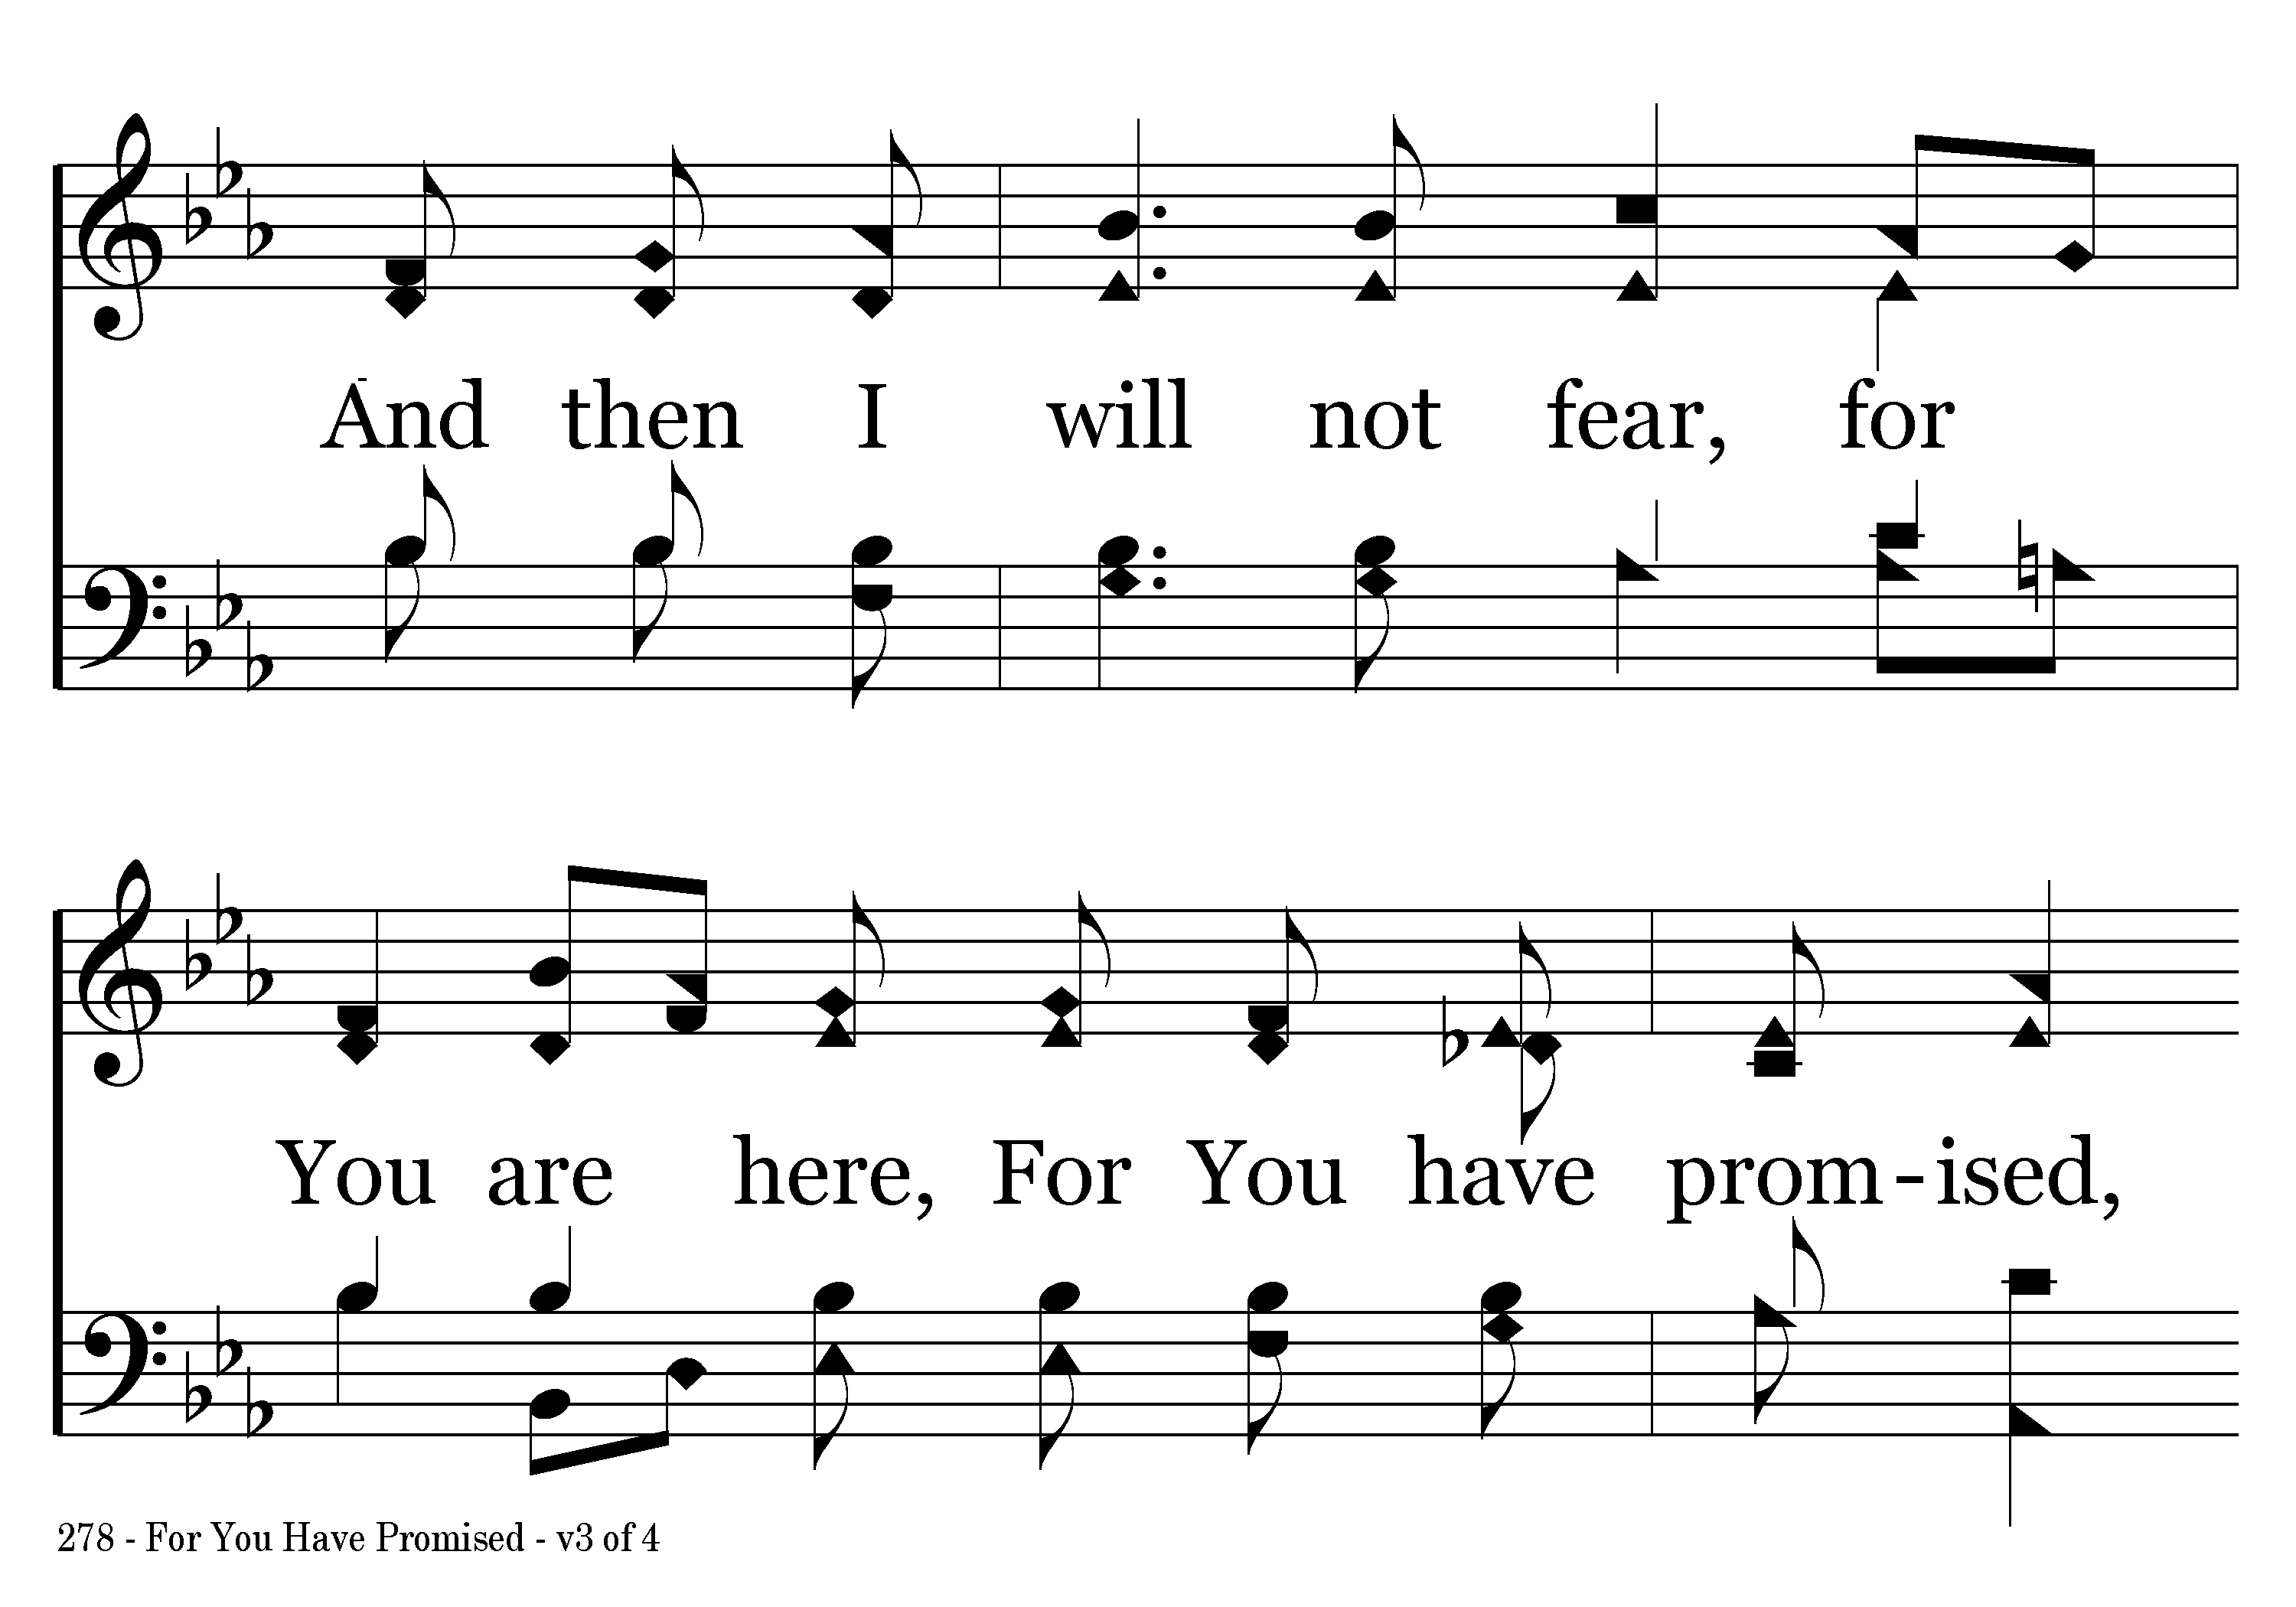 And then I will not fear, for
You are here, For You have prom-ised,
278 - For You Have Promised - v3 of 4